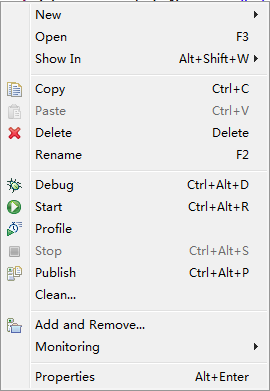 New
Open F3
Show In Alt+Shift+W
Copy Ctrl+C
Paste Ctrl+V
Delete Delete
Rename F2
Debug Ctrl+Alt+D
Start Ctrl+Alt+R
Profile
Stop Ctrl+Alt+S
Publish Ctrl+Alt+P
Clean...
Add and Remove...
Monitoring
Properties Alt+Enter